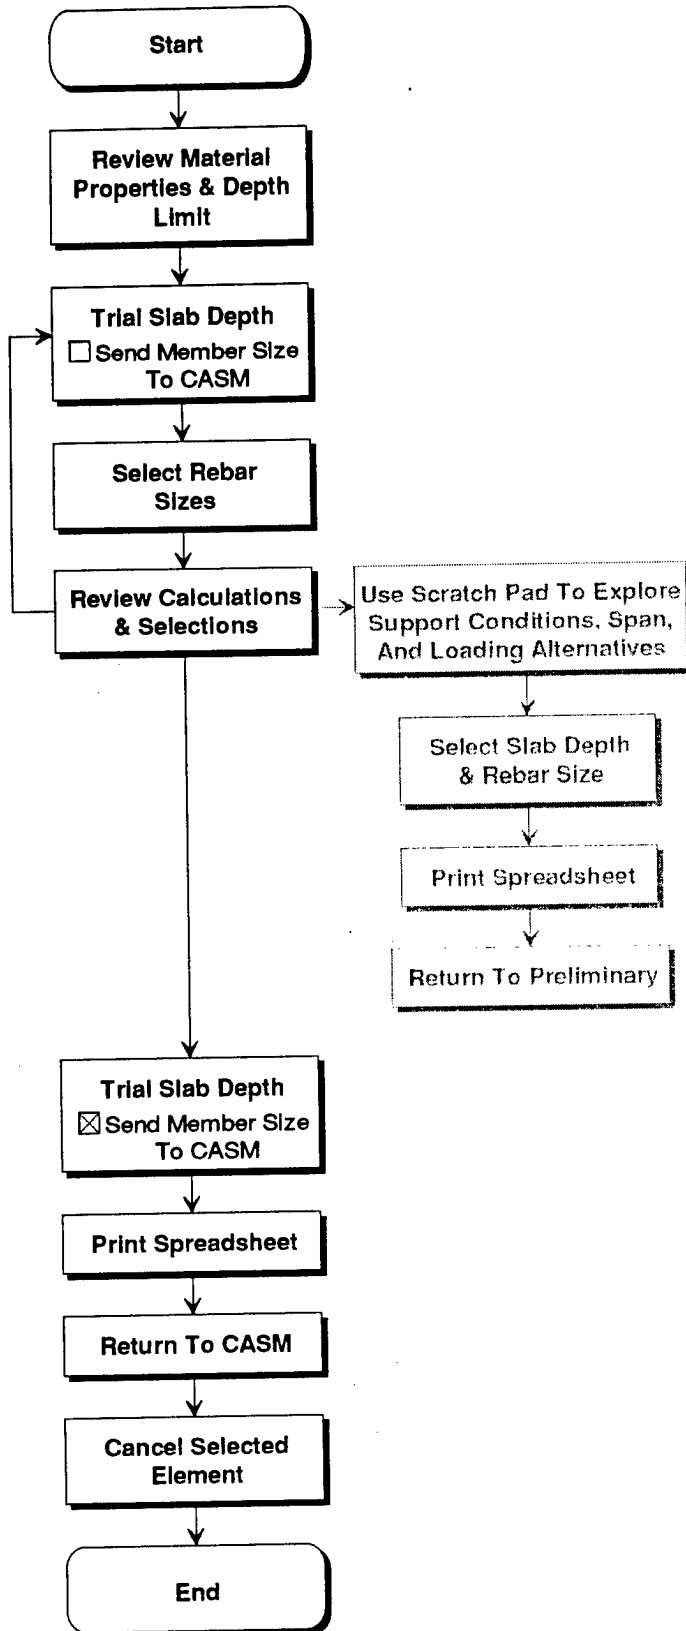 Start
Review Material
Properties & Depth
Limit
Trial Slab Depth
Send Member Size
To CASM
Select Rebar
Sizes
Review Calculations
& Selections
Use Scratch Pad To Explore
Support Conditions, Span,
And Loading Alternatives
Select Slab Depth
& Rebar Size
Print Spreadsheet
Return To Preliminary
Trial Slab Depth
Send Member Size
To CASM
Print Spreadsheet
Return To CASM
Cancel Selected
Element
End